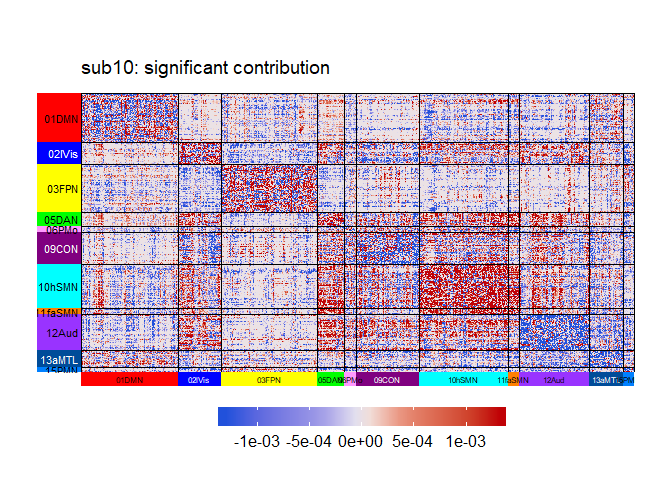 sub10: significant contribution
01DMN
02lVis
03FPN
05DAN
06PMo
09CON
10hSMN
11faSMN
12Aud
13aMTL
15PMN
01DMN
02lVis
03FPN
05DAN
09CON
10hSMN
11faSMN
12Aud
13aMTL
-1e-03 -5e-04 0e+00 5e-04 1e-03